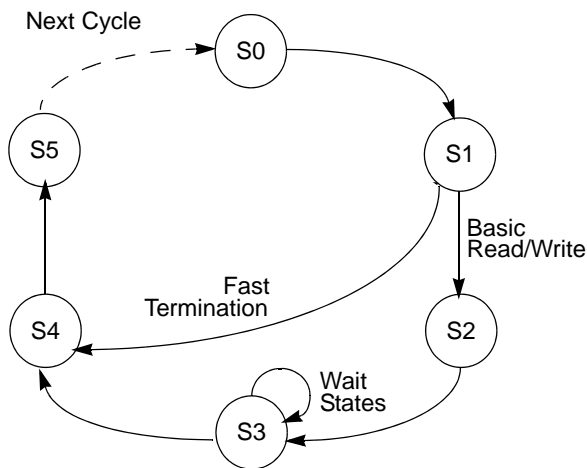 Next Cycle
S0
S5
S1
Basic
Read/Write
Fast
Termination
S4
S2
Wait
States
S3